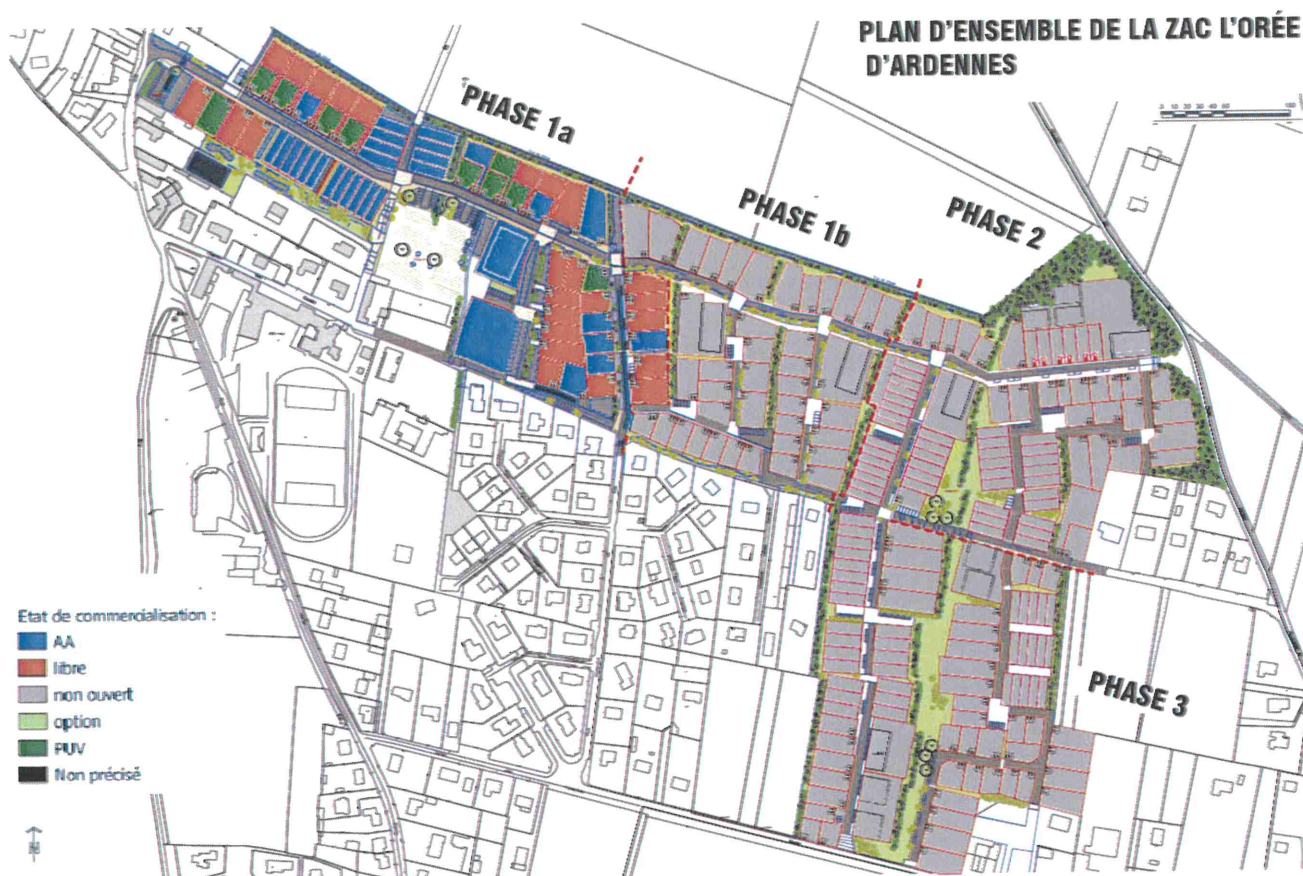 PLAN D'ENSEMBLE DE LA ZAC L'ORÉE
D'ARDENNES
PHASE 1a
PHASE 1b
PHASE 2
PHASE 3
Etat de commercialisation :
AA
libre
non ouvert
option
PUV
Non précisé
N